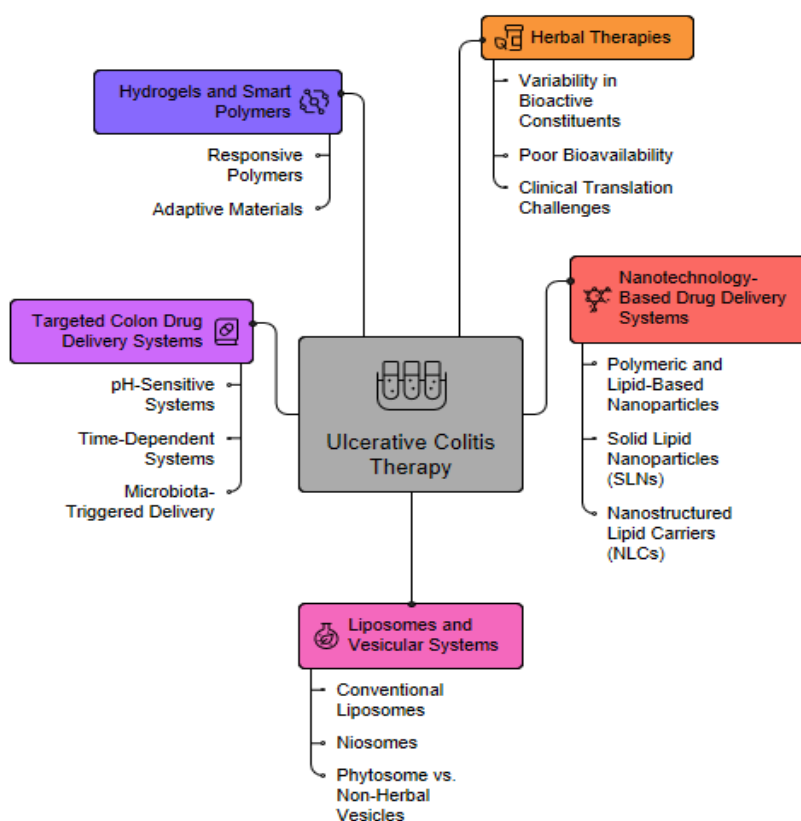 Herbal Therapies
Variability in
Bioactive
Constituents
Poor Bioavailability
Clinical Translation
Challenges
Hydrogels and Smart
Polymers
Responsive
Polymers
Adaptive Materials
Nanotechnology-
Based Drug Delivery
Systems
Polymeric and
Lipid-Based
Nanoparticles
Solid Lipid
Nanoparticles
(SLNs)
Nanostructured
Lipid Carriers
(NLCs)
Targeted Colon Drug
Delivery Systems
pH-Sensitive
Systems
Time-Dependent
Systems
Microbiota-
Triggered Delivery
Ulcerative Colitis
Therapy
Liposomes and
Vesicular Systems
Conventional
Liposomes
Niosomes
Phytosome vs.
Non-Herbal
Vesicles